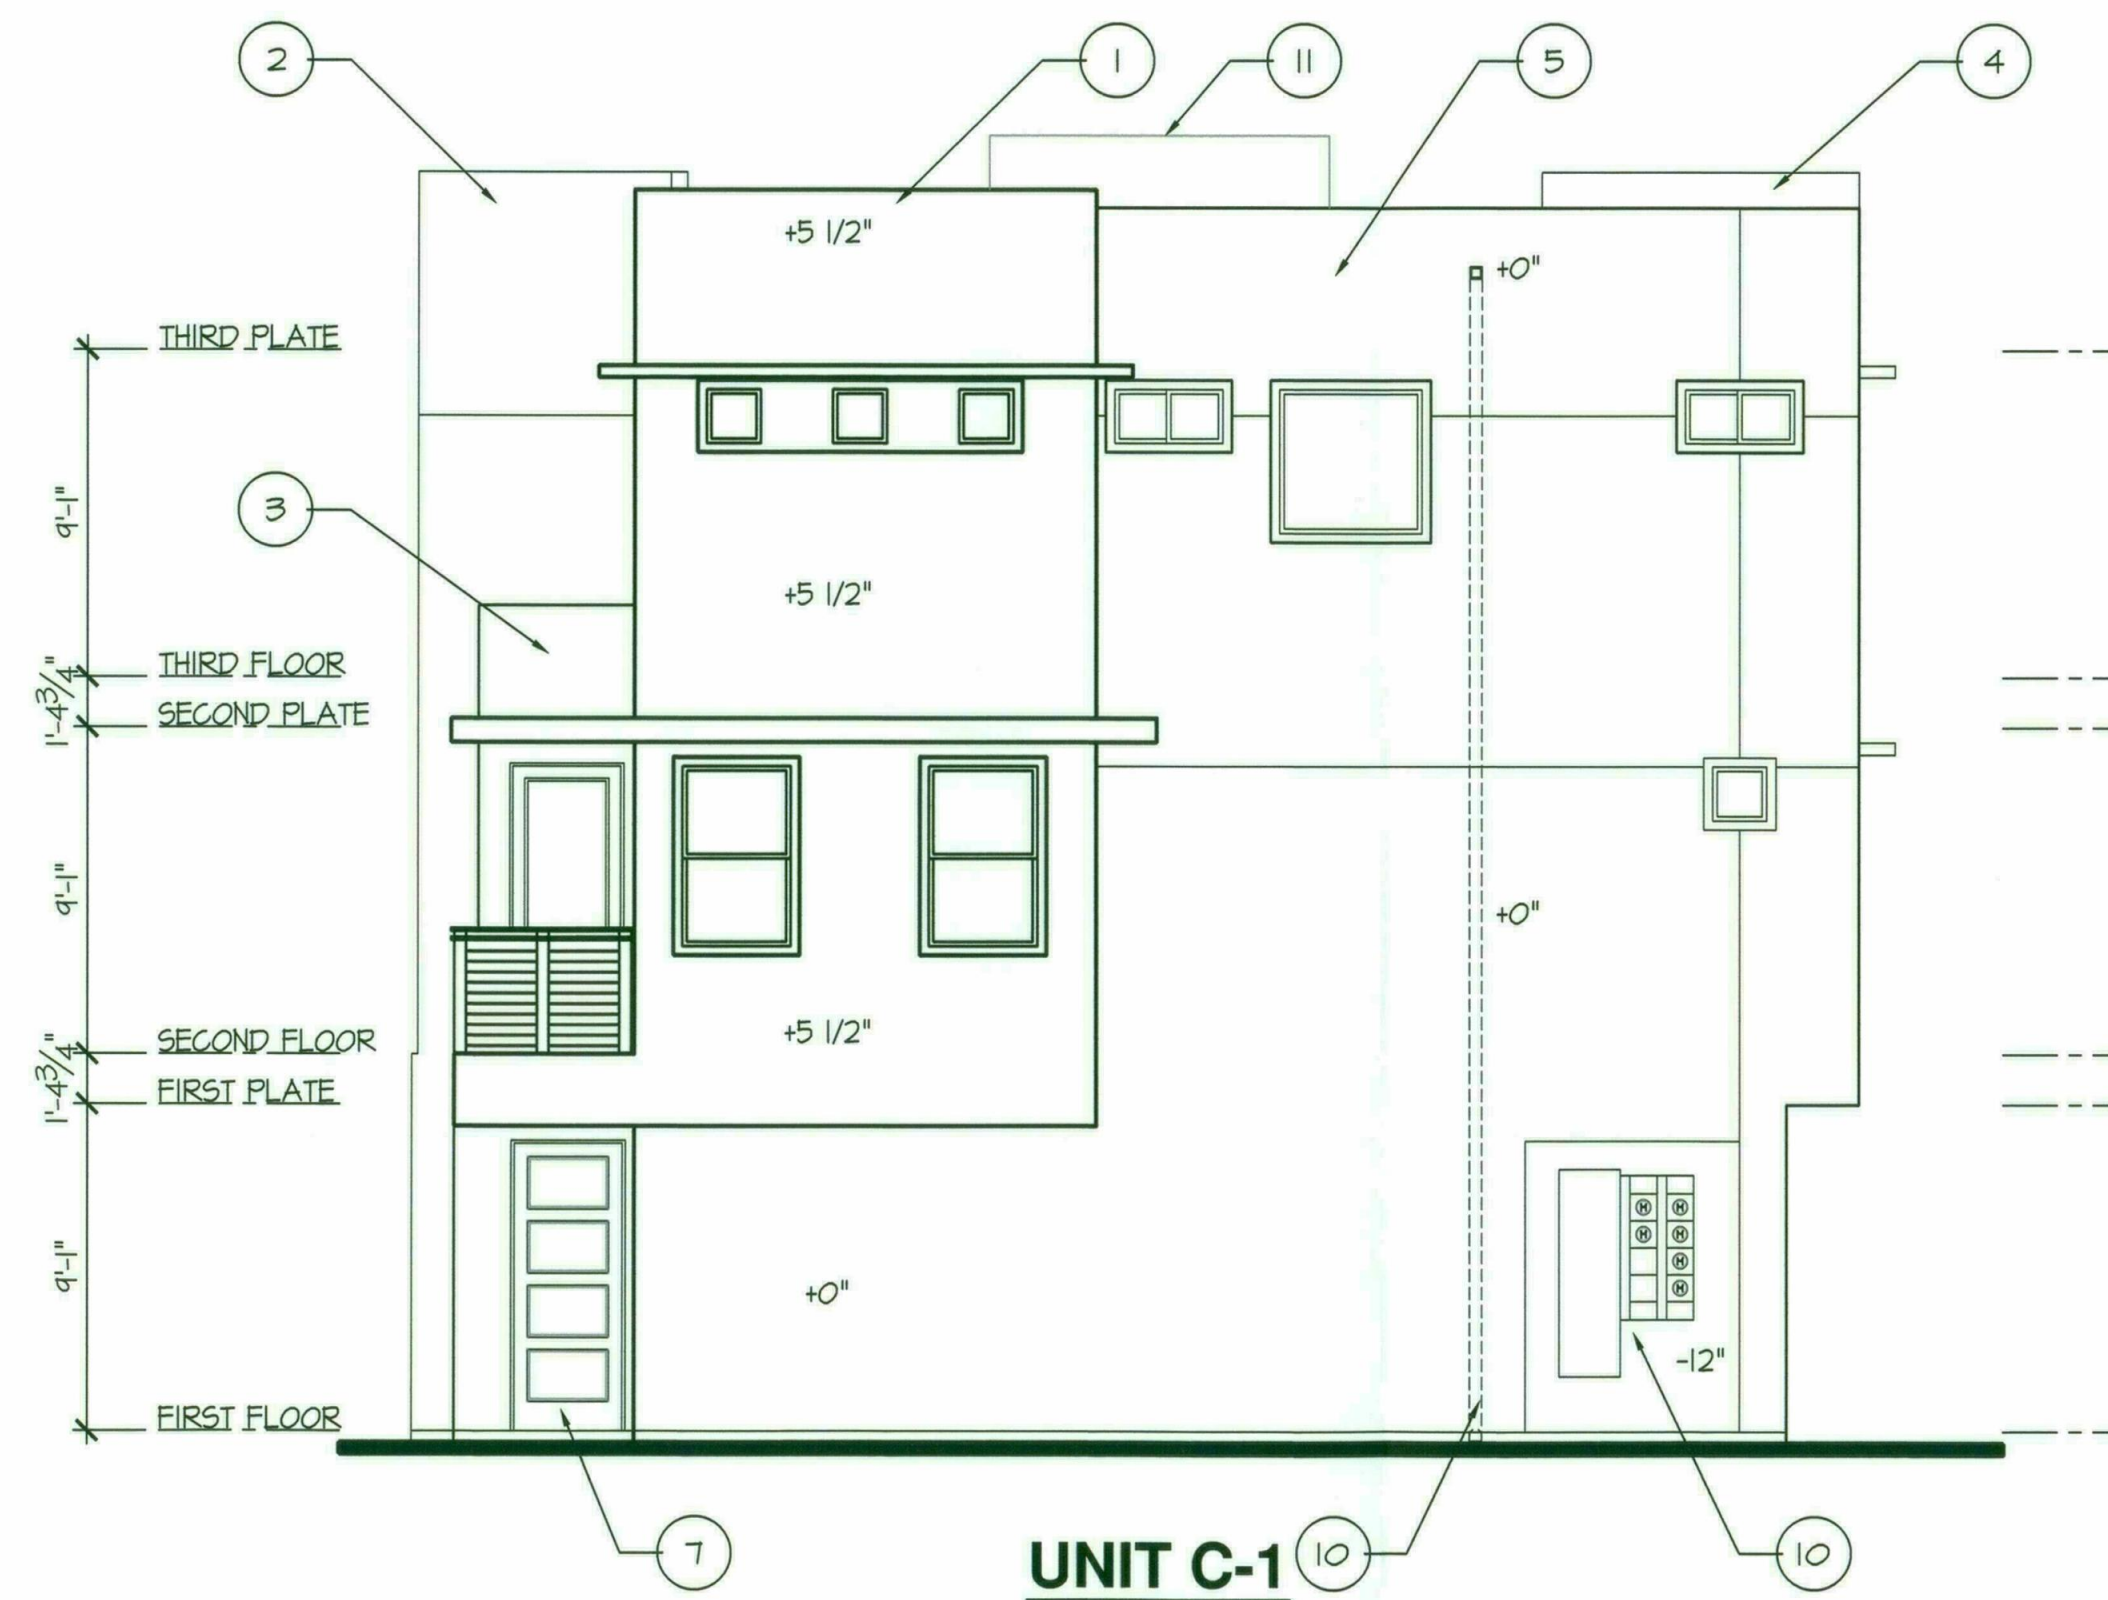 2
1
11
5
4
+5 1/2"
+0"
THIRD PLATE
9'-1"
3
+5 1/2"
THIRD FLOOR
1'-4 3/4"
SECOND PLATE
9'-1"
+0"
+5 1/2"
SECOND FLOOR
1'-4 3/4"
FIRST PLATE
M M
M M
M
M
9'-1"
+0"
-12"
FIRST FLOOR
7
UNIT C-1
10
10